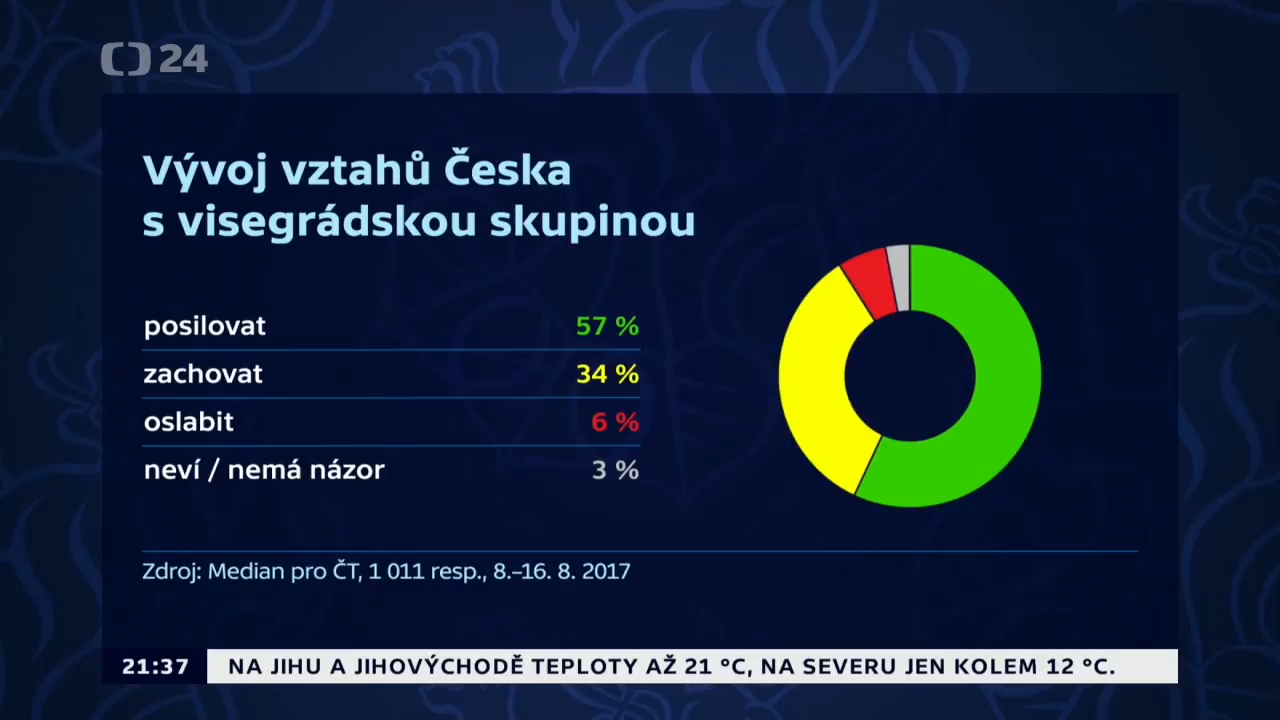 24
Vývoj vztahů Česka
s visegrádskou skupinou
posilovat 57 %
zachovat 34 %
oslabit 6 %
neví / nemá názor 3 %
Zdroj: Median pro ČT, 1 011 resp., 8.–16. 8. 2017
21:37 NA JIHU A JIHOVÝCHODĚ TEPLOTY AŽ 21 °C, NA SEVERU JEN KOLEM 12 °C.